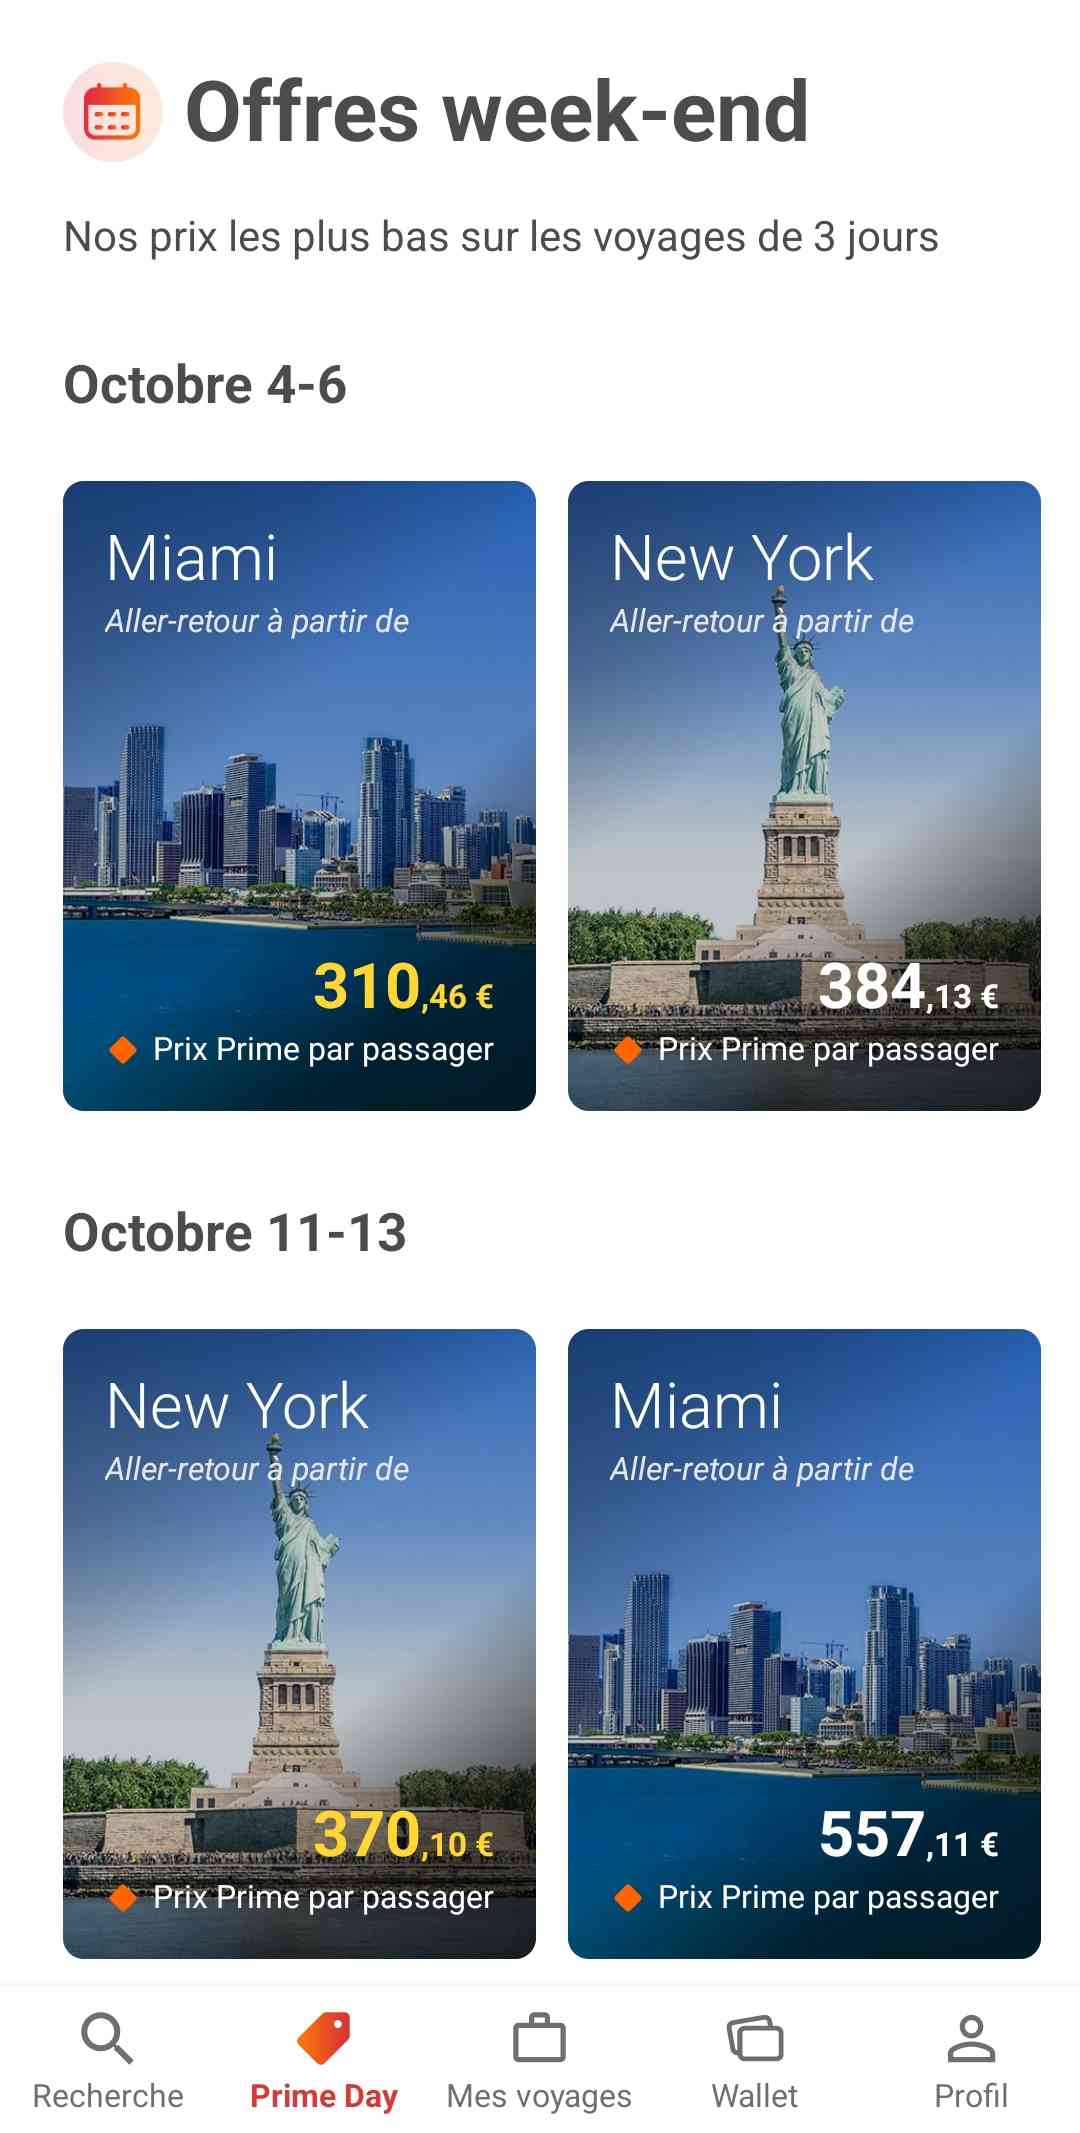 Offres week-end
Nos prix les plus bas sur les voyages de 3 jours
Octobre 4-6
Miami
Aller-retour à partir de
310,46 €
Prix Prime par passager
New York
Aller-retour à partir de
384,13 €
Prix Prime par passager
Octobre 11-13
New York
Aller-retour à partir de
370,10 €
Prix Prime par passager
Miami
Aller-retour à partir de
557,11 €
Prix Prime par passager
Recherche
Prime Day
Mes voyages
Wallet
Profil